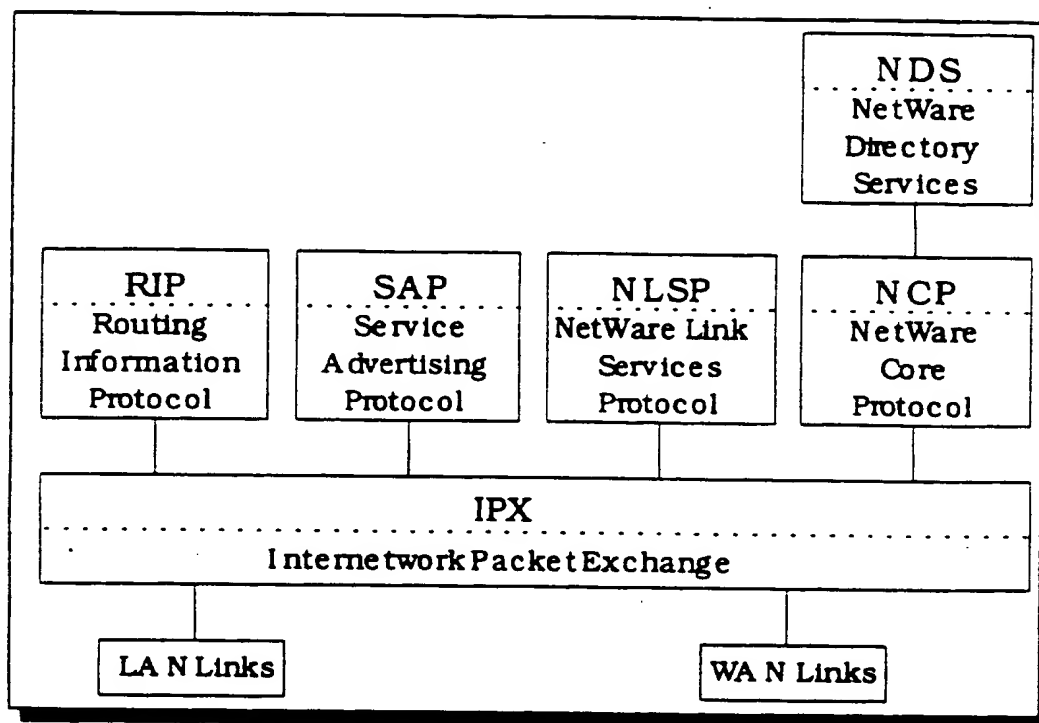 NDS
NetWare
Directory
Services
RIP
Routing
Information
Protocol
SAP
Service
Advertising
Protocol
NLSP
NetWare Link
Services
Protocol
NCP
NetWare
Core
Protocol
IPX
Internetwork Packet Exchange
LAN Links
WAN Links